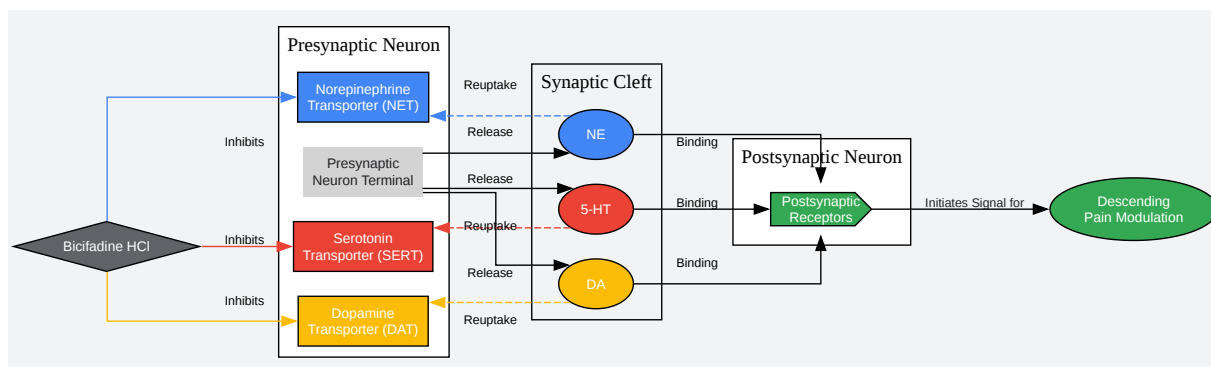 Presynaptic Neuron
Norepinephrine
Transporter (NET)
Presynaptic
Neuron Terminal
Serotonin
Transporter (SERT)
Dopamine
Transporter (DAT)
Bicifadine HCl
Inhibits
Inhibits
Inhibits
Reuptake
Release
Release
Reuptake
Release
Reuptake
Synaptic Cleft
NE
5-HT
DA
Binding
Binding
Binding
Postsynaptic Neuron
Postsynaptic
Receptors
Initiates Signal for
Descending
Pain Modulation